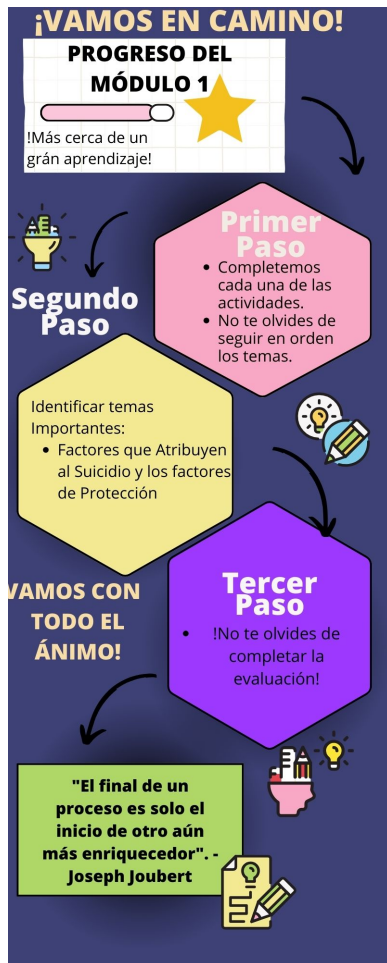 ¡VAMOS EN CAMINO!
PROGRESO DEL
MÓDULO 1
!Más cerca de un
grán aprendizaje!
Primer
Paso
• Completemos
cada una de las
actividades.
• No te olvides de
seguir en orden
los temas.
Segundo
Paso
Identificar temas
Importantes:
• Factores que Atribuyen
al Suicidio y los factores
de Protección
Tercer
Paso
• !No te olvides de
completar la
evaluación!
VAMOS CON
TODO EL
ÁNIMO!
"El final de un
proceso es solo el
inicio de otro aún
más enriquecedor". -
Joseph Joubert